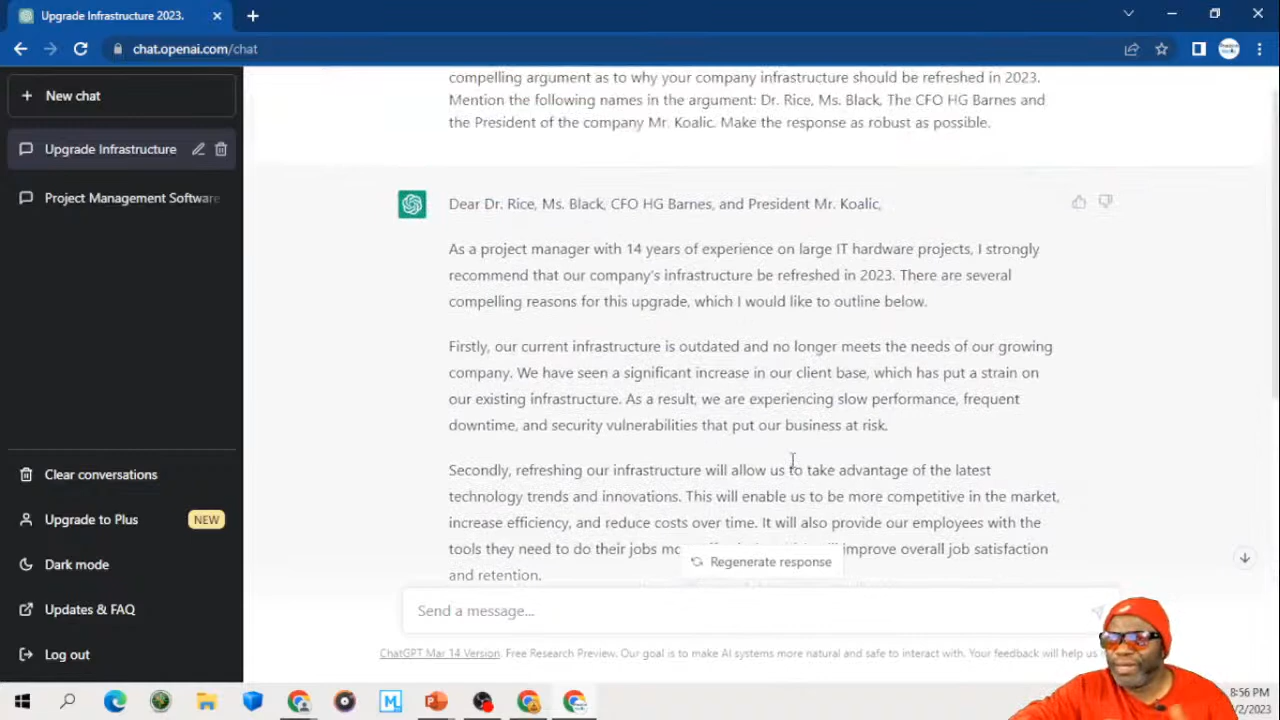 Upgrade Infrastructure 2023.
chat.openai.com/chat
New chat
Upgrade Infrastructure
Project Management Software
Clear conversations
Upgrade to Plus
NEW
Dark mode
Updates & FAQ
Log out
compelling argument as to why your company infrastructure should be refreshed in 2023.
Mention the following names in the argument: Dr. Rice, Ms. Black, The CFO HG Barnes and
the President of the company Mr. Koalic. Make the response as robust as possible.
Dear Dr. Rice, Ms. Black, CFO HG Barnes, and President Mr. Koalic,
As a project manager with 14 years of experience on large IT hardware projects, I strongly
recommend that our company's infrastructure be refreshed in 2023. There are several
compelling reasons for this upgrade, which I would like to outline below.
Firstly, our current infrastructure is outdated and no longer meets the needs of our growing
company. We have seen a significant increase in our client base, which has put a strain on
our existing infrastructure. As a result, we are experiencing slow performance, frequent
downtime, and security vulnerabilities that put our business at risk.
Secondly, refreshing our infrastructure will allow us to take advantage of the latest
technology trends and innovations. This will enable us to be more competitive in the market,
increase efficiency, and reduce costs over time. It will also provide our employees with the
tools they need to do their jobs improve overall job satisfaction
and retention.
Regenerate response
Send a message...
ChatGPT Mar 14 Version. Free Research Preview. Our goal is to make AI systems more natural and safe to interact with. Your feedback will help us
8:56 PM
/2/2023